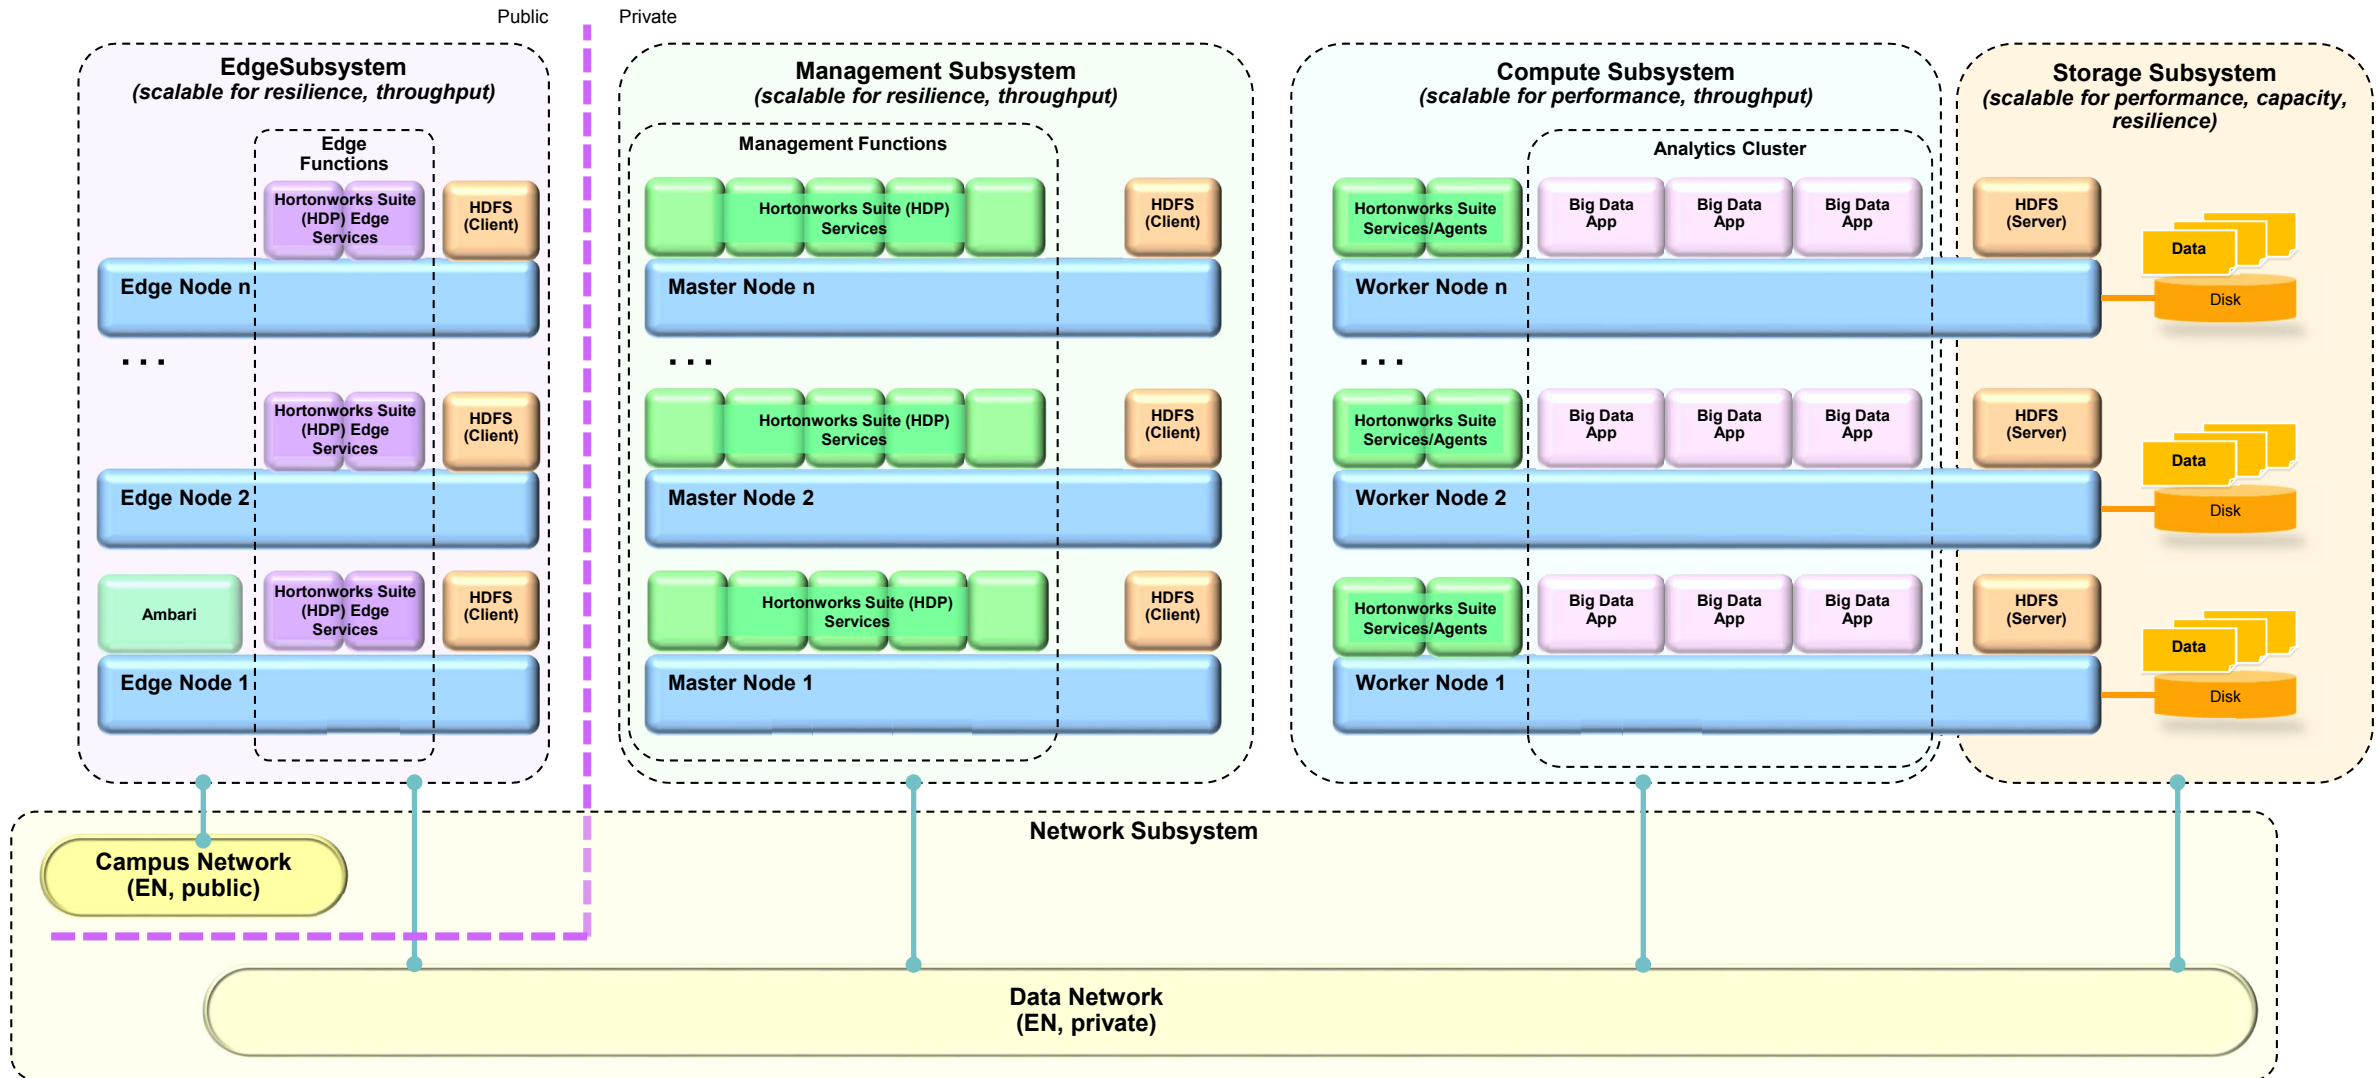 Public
Private
EdgeSubsystem
(scalable for resilience, throughput)
Edge
Functions
Hortonworks Suite
(HDP) Edge
Services
HDFS
(Client)
Edge Node n
. . .
Hortonworks Suite
(HDP) Edge
Services
HDFS
(Client)
Edge Node 2
Ambari
Hortonworks Suite
(HDP) Edge
Services
HDFS
(Client)
Edge Node 1
Management Subsystem
(scalable for resilience, throughput)
Management Functions
Hortonworks Suite (HDP)
Services
HDFS
(Client)
Master Node n
. . .
Hortonworks Suite (HDP)
Services
HDFS
(Client)
Master Node 2
Hortonworks Suite (HDP)
Services
HDFS
(Client)
Master Node 1
Compute Subsystem
(scalable for performance, throughput)
Analytics Cluster
Hortonworks Suite
Services/Agents
Big Data
App
Big Data
App
Big Data
App
Worker Node n
. . .
Hortonworks Suite
Services/Agents
Big Data
App
Big Data
App
Big Data
App
Worker Node 2
Hortonworks Suite
Services/Agents
Big Data
App
Big Data
App
Big Data
App
Worker Node 1
Storage Subsystem
(scalable for performance, capacity,
resilience)
HDFS
(Server)
Data
Disk
HDFS
(Server)
Data
Disk
HDFS
(Server)
Data
Disk
Network Subsystem
Campus Network
(EN, public)
Data Network
(EN, private)